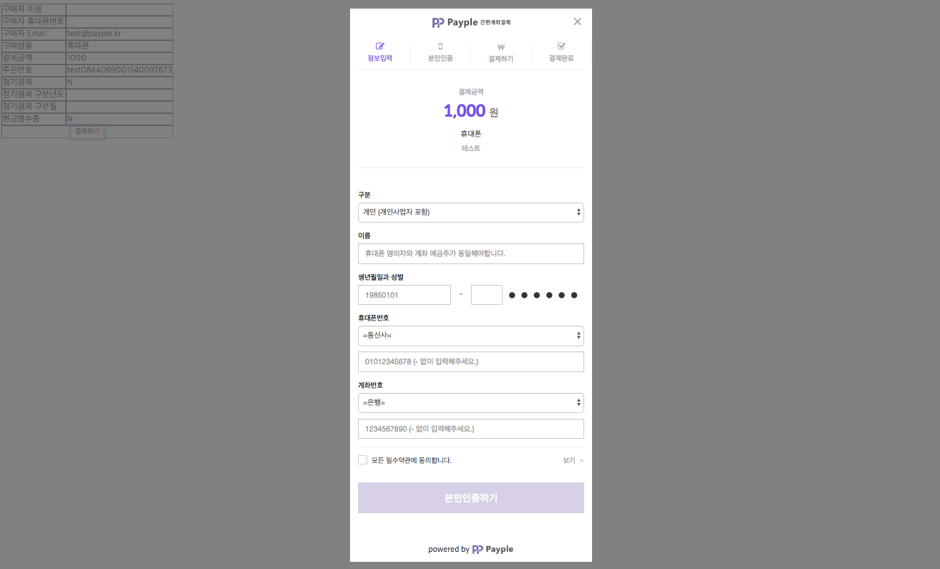 구매자 이름
구매자 휴대폰번호
구매자 Email test@payple.kr
구매상품 휴대폰
결제금액 1000
주문번호 test0844069001540097673
정기결제 N
정기결제 구분년도
정기결제 구분월
현금영수증 N
결제하기
Payple 간편계좌결제
정보입력 본인인증 결제하기 결제완료
결제금액
1,000 원
휴대폰
테스트
구분
개인 (개인사업자 포함)
이름
휴대폰 명의자와 계좌 예금주가 동일해야합니다.
생년월일과 성별
19850101 - ●●●●●●
휴대폰번호
=통신사=
01012345678 (- 없이 입력해주세요.)
계좌번호
=은행=
1234567890 (- 없이 입력해주세요.)
모든 필수약관에 동의합니다. 보기
본인인증하기
powered by Payple